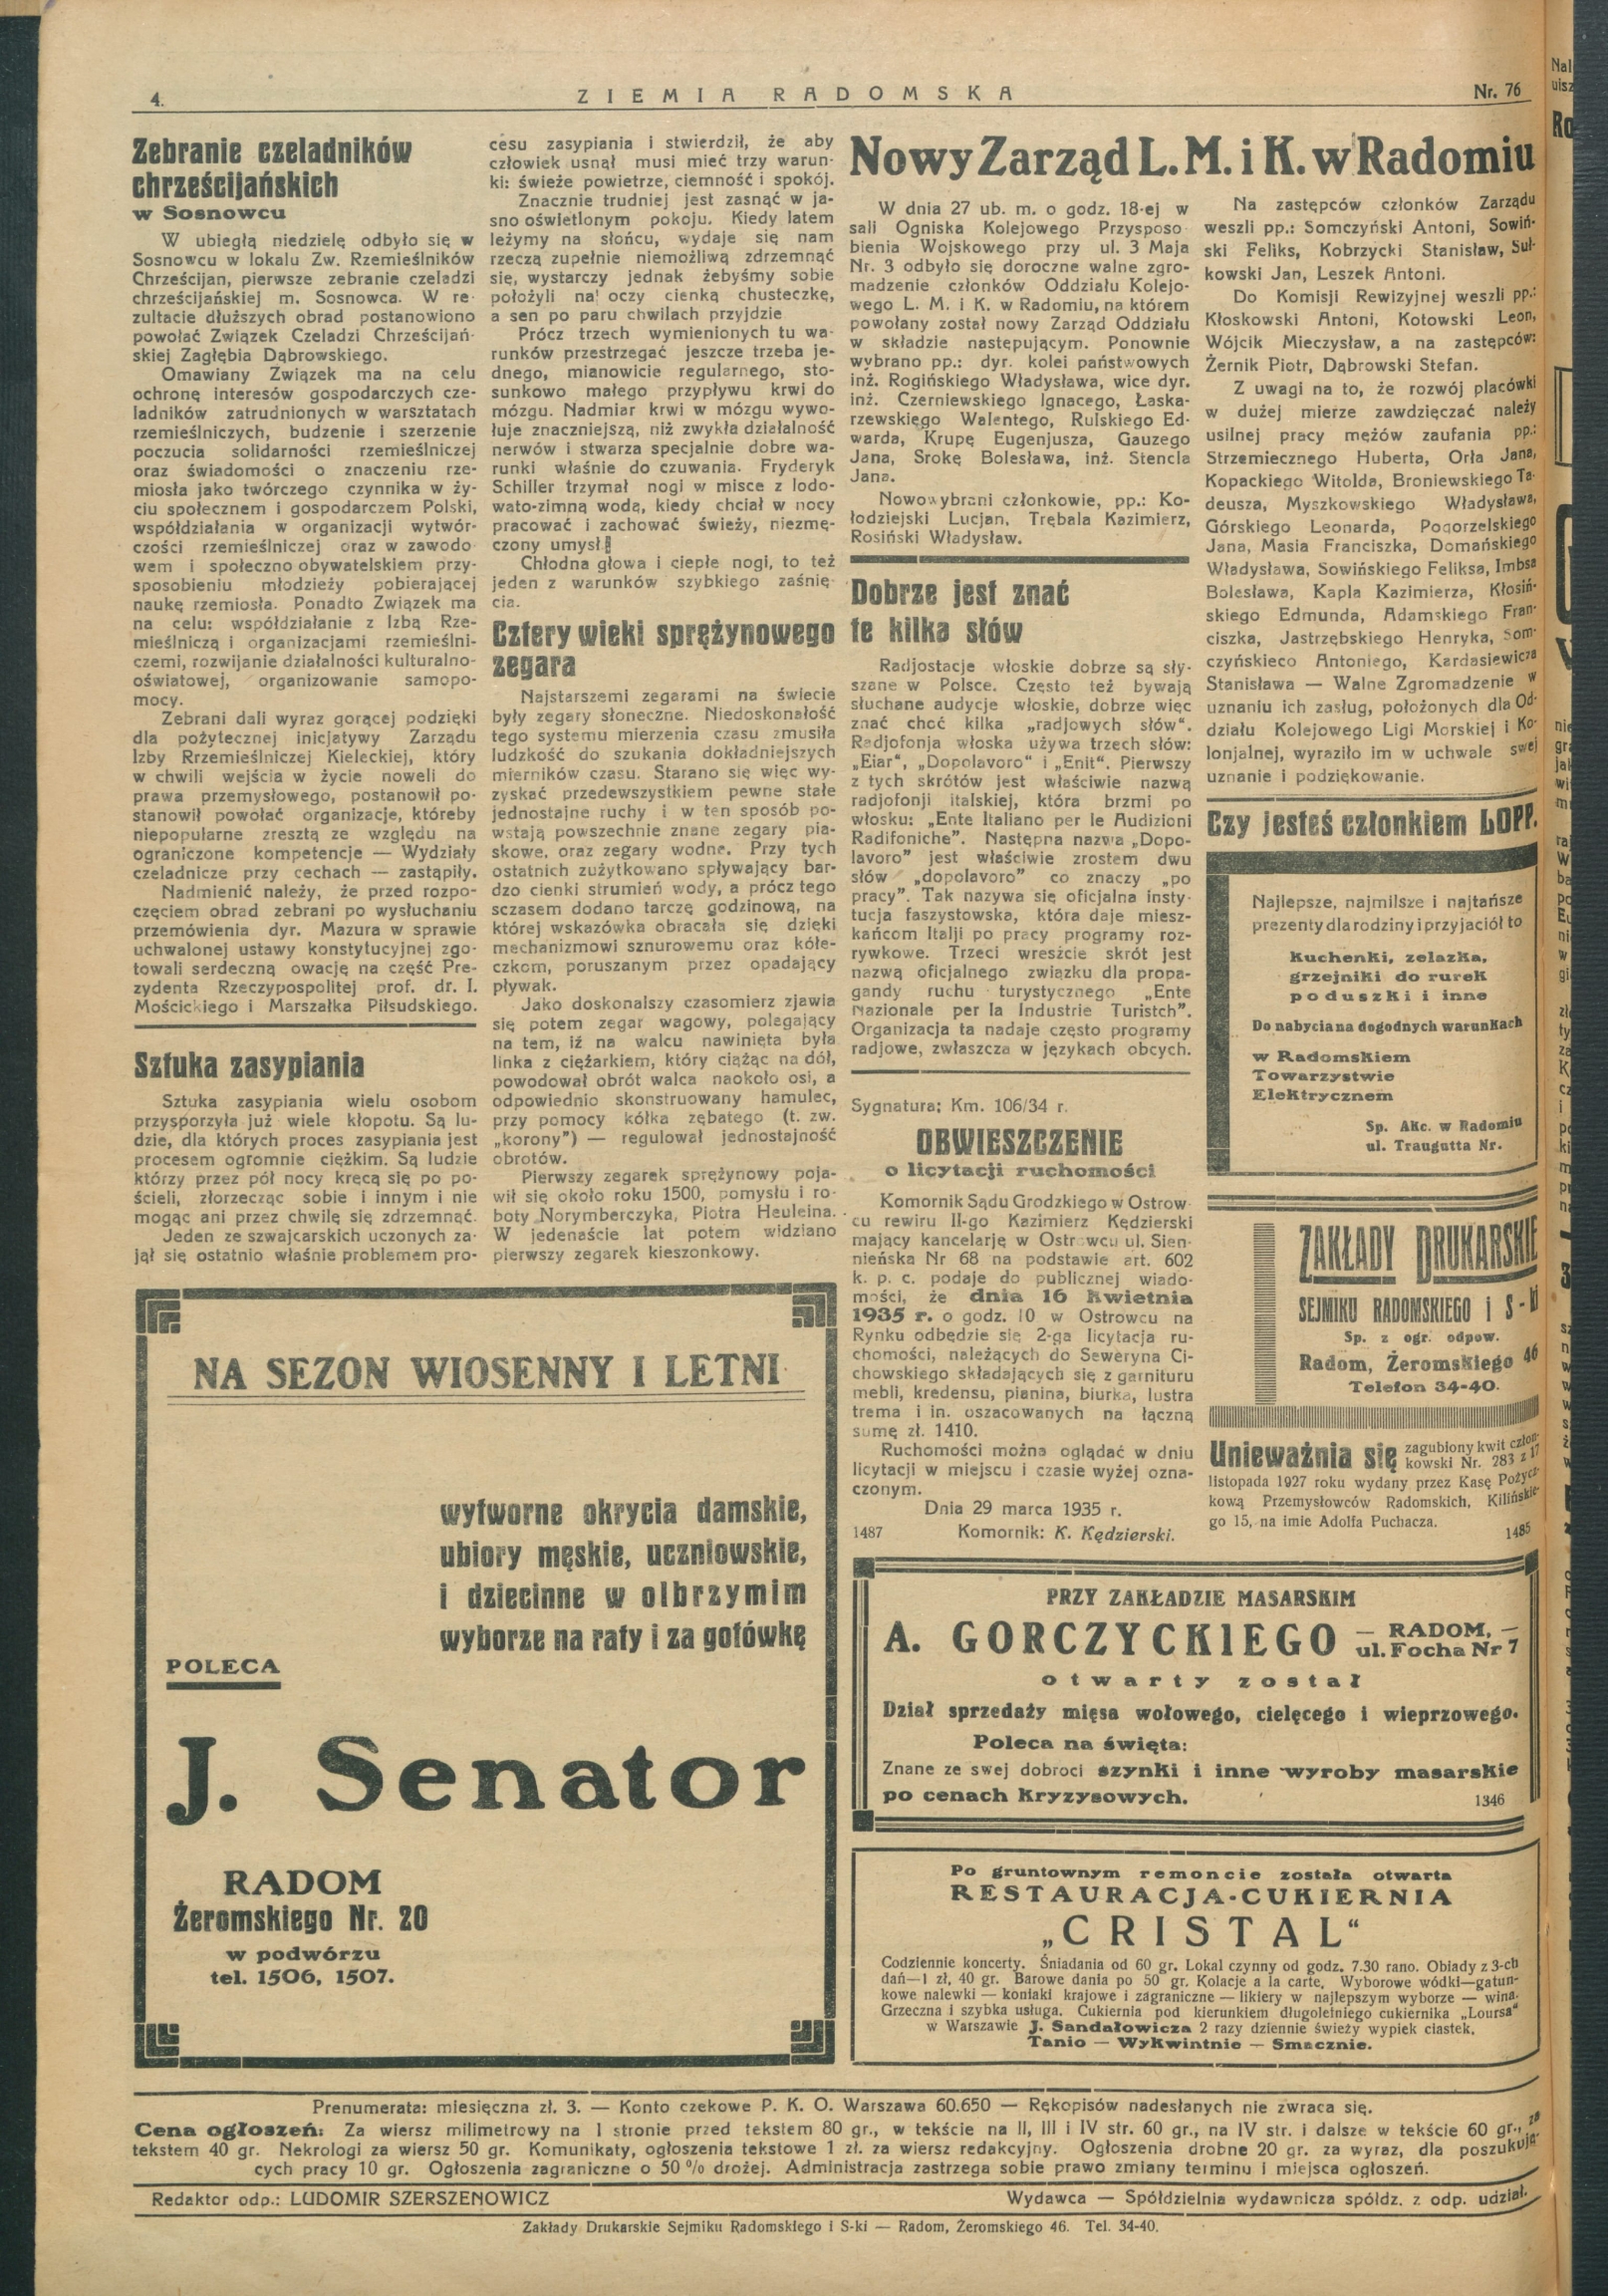 4.
ZIEMIA RADOMSKA
Nr. 76
Zebranie czeladników
chrześcijańskich
w Sosnowcu
W ubiegłą niedzielę odbyło się w
Sosnowcu w lokalu Zw. Rzemieślników
Chrześcijan, pierwsze zebranie czeladzi
chrześcijańskiej m. Sosnowca. W re-
zultacie dłuższych obrad postanowiono
powołać Związek Czeladzi Chrześcijań-
skiej Zagłębia Dąbrowskiego.
Omawiany Związek ma na celu
ochronę interesów gospodarczych cze-
ladników zatrudnionych w warsztatach
rzemieślniczych, budzenie i szerzenie
poczucia solidarności rzemieślniczej
oraz świadomości o znaczeniu rze-
miosła jako twórczego czynnika w ży-
ciu społecznem i gospodarczem Polski,
współdziałania w organizacji wytwór-
czości rzemieślniczej oraz w zawodo
wem i społeczno obywatelskiem przy-
sposobieniu młodzieży pobierającej
naukę rzemiosła. Ponadto Związek ma
na celu: współdziałanie z Izbą Rze-
mieślniczą i organizacjami rzemieślni-
czemi, rozwijanie działalności kulturalno-
oświatowej, organizowanie samopo-
mocy.
Zebrani dali wyraz gorącej podzięki
dla pożytecznej inicjatywy Zarządu
Izby Rrzemieślniczej Kieleckiej, który
w chwili wejścia w życie noweli do
prawa przemysłowego, postanowił po-
stanowił powołać organizacje, któreby
niepopularne zresztą ze względu na
ograniczone kompetencje — Wydziały
czeladnicze przy cechach — zastąpiły.
Nadmienić należy, że przed rozpo-
częciem obrad zebrani po wysłuchaniu
przemówienia dyr. Mazura w sprawie
uchwalonej ustawy konstytucyjnej zgo-
towali serdeczną owację na część Pre-
zydenta Rzeczypospolitej prof. dr. I.
Mościckiego i Marszałka Piłsudskiego.
Sztuka zasypiania
Sztuka zasypiania wielu osobom
przysporzyła już wiele kłopotu. Są lu-
dzie, dla których proces zasypiania jest
procesem ogromnie ciężkim. Są ludzie
którzy przez pół nocy kręcą się po po-
ścieli, złorzecząc sobie i innym i nie
mogąc ani przez chwilę się zdrzemnąć.
Jeden ze szwajcarskich uczonych za-
jął się ostatnio właśnie problemem pro-
cesu zasypiania i stwierdził, że aby
człowiek usnął musi mieć trzy warun-
ki: świeże powietrze, ciemność i spokój.
Znacznie trudniej jest zasnąć w ja-
sno oświetlonym pokoju. Kiedy latem
leżymy na słońcu, wydaje się nam
rzeczą zupełnie niemożliwą zdrzemnąć
się, wystarczy jednak żebyśmy sobie
położyli na oczy cienką chusteczkę,
a sen po paru chwilach przyjdzie
Prócz trzech wymienionych tu wa-
runków przestrzegać jeszcze trzeba je-
dnego, mianowicie regularnego, sto-
sunkowo małego przypływu krwi do
mózgu. Nadmiar krwi w mózgu wywo-
łuje znaczniejszą, niż zwykła działalność
nerwów i stwarza specjalnie dobre wa-
runki właśnie do czuwania. Fryderyk
Schiller trzymał nogi w misce z lodo-
wato-zimną wodą, kiedy chciał w nocy
pracować i zachować świeży, niezmę-
czony umysł.
Chłodna głowa i ciepłe nogi, to też
jeden z warunków szybkiego zaśnię
cia.
Cztery wieki sprężynowego
zegara
Najstarszemi zegarami na świecie
były zegary słoneczne. Niedoskonałość
tego systemu mierzenia czasu zmusiła
ludzkość do szukania dokładniejszych
mierników czasu. Starano się więc wy-
zyskać przedewszystkiem pewne stałe
jednostajne ruchy i w ten sposób po-
wstają powszechnie znane zegary pia-
skowe, oraz zegary wodne. Przy tych
ostatnich zużytkowano spływający bar-
dzo cienki strumień wody, a prócz tego
sczasem dodano tarczę godzinową, na
której wskazówka obracała się dzięki
mechanizmowi sznurowemu oraz kółe-
czkom, poruszanym przez opadający
pływak.
Jako doskonalszy czasomierz zjawia
się potem zegar wagowy, polegający
na tem, iż na walcu nawinięta była
linka z ciężarkiem, który ciążąc na dół,
powodował obrót walca naokoło osi, a
odpowiednio skonstruowany hamulec,
przy pomocy kółka zębatego (t. zw.
„korony") — regulował jednostajność
obrotów.
Pierwszy zegarek sprężynowy poja-
wił się około roku 1500, pomysłu i ro-
boty Norymberczyka, Piotra Heuleina.
W jedenaście lat potem widziano
pierwszy zegarek kieszonkowy.
Nowy Zarząd L. M. i K. w Radomiu
W dnia 27 ub. m. o godz. 18-ej w
sali Ogniska Kolejowego Przysposo
bienia Wojskowego przy ul. 3 Maja
Nr. 3 odbyło się doroczne walne zgro-
madzenie członków Oddziału Kolejo-
wego L. M. i K. w Radomiu, na którem
powołany został nowy Zarząd Oddziału
w składzie następującym. Ponownie
wybrano pp.: dyr. kolei państwowych
inż. Rogińskiego Władysława, wice dyr.
inż. Czerniewskiego Ignacego, Łaska-
rzewskiego Walentego, Rulskiego Ed-
warda, Krupę Eugenjusza, Gauzego
Jana, Srokę Bolesława, inż. Stencla
Jana.
Nowowybrani członkowie, pp.: Ko-
łodziejski Lucjan, Trębala Kazimierz,
Rosiński Władysław.
Na zastępców członków Zarządu
weszli pp.: Somczyński Antoni, Sowiń-
ski Feliks, Kobrzycki Stanisław, Suł-
kowski Jan, Leszek Antoni.
Do Komisji Rewizyjnej weszli pp.:
Kłoskowski Antoni, Kotowski Leon,
Wójcik Mieczysław, a na zastępców:
Żernik Piotr, Dąbrowski Stefan.
Z uwagi na to, że rozwój placówki
w dużej mierze zawdzięczać należy
usilnej pracy mężów zaufania pp.:
Strzemiecznego Huberta, Orła Jana,
Kopackiego Witolda, Broniewskiego Ta-
deusza, Myszkowskiego Władysława,
Górskiego Leonarda, Pogorzelskiego
Jana, Masia Franciszka, Domańskiego
Władysława, Sowińskiego Feliksa, Imbsa
Bolesława, Kapla Kazimierza, Kłosiń-
skiego Edmunda, Adamskiego Fran-
ciszka, Jastrzębskiego Henryka, Som-
czyńskieco Antoniego, Kardasiewicza
Stanisława — Walne Zgromadzenie w
uznaniu ich zasług, położonych dla Od-
działu Kolejowego Ligi Morskiej i Ko-
lonjalnej, wyraziło im w uchwale swej
uznanie i podziękowanie.
Dobrze jest znać
te kilka słów
Radjostacje włoskie dobrze są sły-
szane w Polsce. Często też bywają
słuchane audycje włoskie, dobrze więc
znać choć kilka „radjowych słów".
Radjofonja włoska używa trzech słów:
„Eiar", „Dopolavoro" i „Enit". Pierwszy
z tych skrótów jest właściwie nazwą
radjofonji italskiej, która brzmi po
włosku: „Ente Italiano per le Audizioni
Radifoniche". Następna nazwa „Dopo-
lavoro" jest właściwie zrostem dwu
słów „dopolavoro" co znaczy „po
pracy". Tak nazywa się oficjalna insty-
tucja faszystowska, która daje miesz-
kańcom Italji po pracy programy roz-
rywkowe. Trzeci wreszcie skrót jest
nazwą oficjalnego związku dla propa-
gandy ruchu turystycznego „Ente
Nazionale per la Industrie Turistch".
Organizacja ta nadaje często programy
radjowe, zwłaszcza w językach obcych.
Sygnatura: Km. 106/34 r.
OBWIESZCZENIE
o licytacji ruchomości
Komornik Sądu Grodzkiego w Ostrow-
cu rewiru II-go Kazimierz Kędzierski
mający kancelarję w Ostrowcu ul. Sien-
nieńska Nr 68 na podstawie art. 602
k. p. c. podaje do publicznej wiado-
mości, że dnia 16 kwietnia
1935 r. o godz. 10 w Ostrowcu na
Rynku odbędzie się 2-ga licytacja ru-
chomości, należących do Seweryna Ci-
chowskiego składających się z garnituru
mebli, kredensu, pianina, biurka, lustra
trema i in. oszacowanych na łączną
sumę zł. 1410.
Ruchomości można oglądać w dniu
licytacji w miejscu i czasie wyżej ozna-
czonym.
Dnia 29 marca 1935 r.
1487 Komornik: K. Kędzierski.
Czy jesteś członkiem LOPP.
Najlepsze, najmilsze i najtańsze
prezenty dla rodziny i przyjaciół to
kuchenki, żelazka,
grzejniki do rurek
poduszki i inne
Do nabycia na dogodnych warunkach
w Radomskiem
Towarzystwie
Elektrycznem
Sp. Akc. w Radomiu
ul. Traugutta Nr.
ZAKŁADY DRUKARSKIE
SEJMIKU RADOMSKIEGO i S-ki
Sp. z ogr. odpow.
Radom, Żeromskiego 46
Telefon 34-40.
Unieważnia się zagubiony kwit człon-
kowski Nr. 283 z 17
listopada 1927 roku wydany przez Kasę Pożycz-
kową Przemysłowców Radomskich, Kilińskie-
go 15, na imie Adolfa Puchacza.
1485
NA SEZON WIOSENNY I LETNI
wytworne okrycia damskie,
ubiory męskie, uczniowskie,
i dziecinne w olbrzymim
wyborze na raty i za gotówkę
POLECA
J. Senator
RADOM
Żeromskiego Nr. 20
w podwórzu
tel. 1506, 1507.
PRZY ZAKŁADZIE MASARSKIM
A. GORCZYCKIEGO — RADOM, —
ul. Focha Nr 7
otwarty został
Dział sprzedaży mięsa wołowego, cielęcego i wieprzowego.
Poleca na święta:
Znane ze swej dobroci szynki i inne wyroby masarskie
po cenach kryzysowych.
1346
Po gruntownym remoncie została otwarta
RESTAURACJA-CUKIERNIA
„CRISTAL"
Codziennie koncerty. Śniadania od 60 gr. Lokal czynny od godz. 7.30 rano. Obiady z 3-ch
dań—1 zł, 40 gr. Barowe dania po 50 gr. Kolacje a la carte. Wyborowe wódki—gatun-
kowe nalewki — koniaki krajowe i zagraniczne — likiery w najlepszym wyborze — wina.
Grzeczna i szybka usługa. Cukiernia pod kierunkiem długoletniego cukiernika „Loursa"
w Warszawie J. Sandałowicza 2 razy dziennie świeży wypiek ciastek.
Tanio — Wykwintnie — Smacznie.
Prenumerata: miesięczna zł. 3. — Konto czekowe P. K. O. Warszawa 60.650 — Rękopisów nadesłanych nie zwraca się.
Cena ogłoszeń: Za wiersz milimetrowy na I stronie przed tekstem 80 gr., w tekście na II, III i IV str. 60 gr., na IV str. i dalsze w tekście 60 gr., za
tekstem 40 gr. Nekrologi za wiersz 50 gr. Komunikaty, ogłoszenia tekstowe 1 zł. za wiersz redakcyjny. Ogłoszenia drobne 20 gr. za wyraz, dla poszukują-
cych pracy 10 gr. Ogłoszenia zagraniczne o 50% drożej. Administracja zastrzega sobie prawo zmiany terminu i miejsca ogłoszeń.
Redaktor odp.: LUDOMIR SZERSZENOWICZ
Wydawca — Spółdzielnia wydawnicza spółdz. z odp. udział.
Zakłady Drukarskie Sejmiku Radomskiego i S-ki — Radom, Żeromskiego 46. Tel. 34-40.